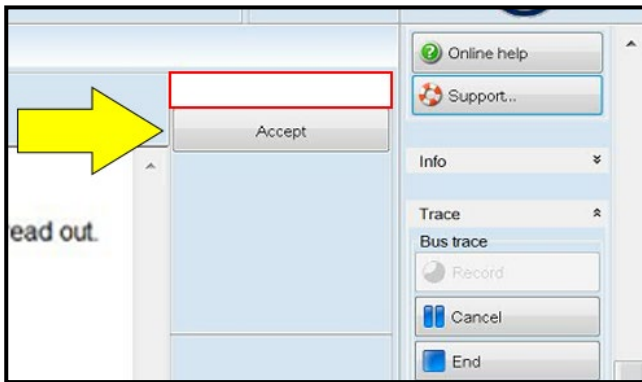 Online help
Support...
Accept
Info
Trace
ead out.
Bus trace
Record
Cancel
End